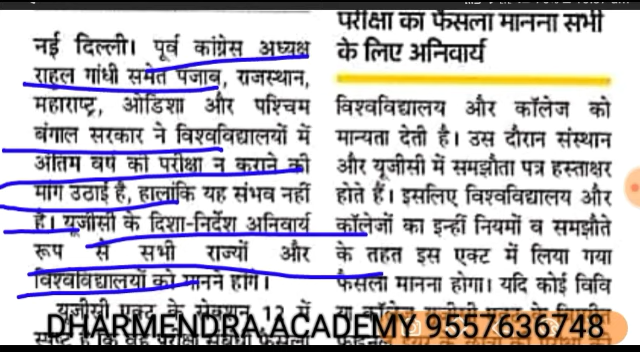 नई दिल्ली। पूर्व कांग्रेस अध्यक्ष
राहुल गांधी समेत पंजाब, राजस्थान,
महाराष्ट्र, ओडिशा और पश्चिम
बंगाल सरकार ने विश्वविद्यालयों में
अंतिम वर्ष की परीक्षा न कराने की
मांग उठाई है, हालांकि यह संभव नहीं
है। यूजीसी के दिशा-निर्देश अनिवार्य
रूप से सभी राज्यों और
विश्वविद्यालयों को मानने होंगे।
यूजीसी एक्ट के सेक्शन 12 में
परीक्षा का फैसला मानना सभी
के लिए अनिवार्य
विश्वविद्यालय और कॉलेज को
मान्यता देती है। उस दौरान संस्थान
और यूजीसी में समझौता पत्र हस्ताक्षर
होते हैं। इसलिए विश्वविद्यालय और
कॉलेजों का इन्हीं नियमों व समझौते
के तहत इस एक्ट में लिया गया
फैसला मानना होगा। यदि कोई विवि
DHARMENDRA ACADEMY 9557636748